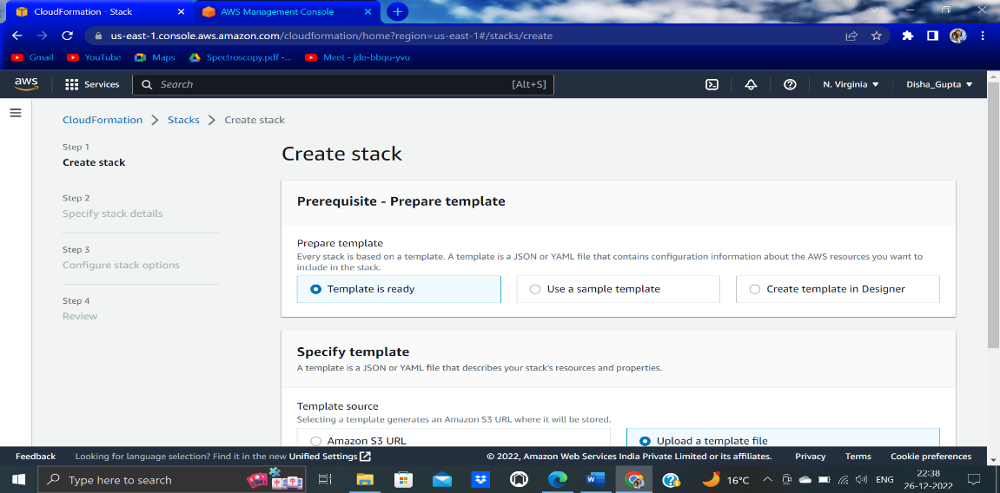 CloudFormation - Stack
AWS Management Console
us-east-1.console.aws.amazon.com/cloudformation/home?region=us-east-1#/stacks/create
Gmail YouTube Maps Spectroscopy.pdf -... Meet - jde-bbqu-yvu
aws Services Search [Alt+S] N. Virginia Disha_Gupta
CloudFormation Stacks Create stack
Step 1
Create stack
Step 2
Specify stack details
Step 3
Configure stack options
Step 4
Review
Create stack
Prerequisite - Prepare template
Prepare template
Every stack is based on a template. A template is a JSON or YAML file that contains configuration information about the AWS resources you want to
include in the stack.
Template is ready Use a sample template Create template in Designer
Specify template
A template is a JSON or YAML file that describes your stack's resources and properties.
Template source
Selecting a template generates an Amazon S3 URL where it will be stored.
Amazon S3 URL Upload a template file
Feedback Looking for language selection? Find it in the new Unified Settings © 2022, Amazon Web Services India Private Limited or its affiliates. Privacy Terms Cookie preferences
Type here to search 16°C ENG 22:38
26-12-2022